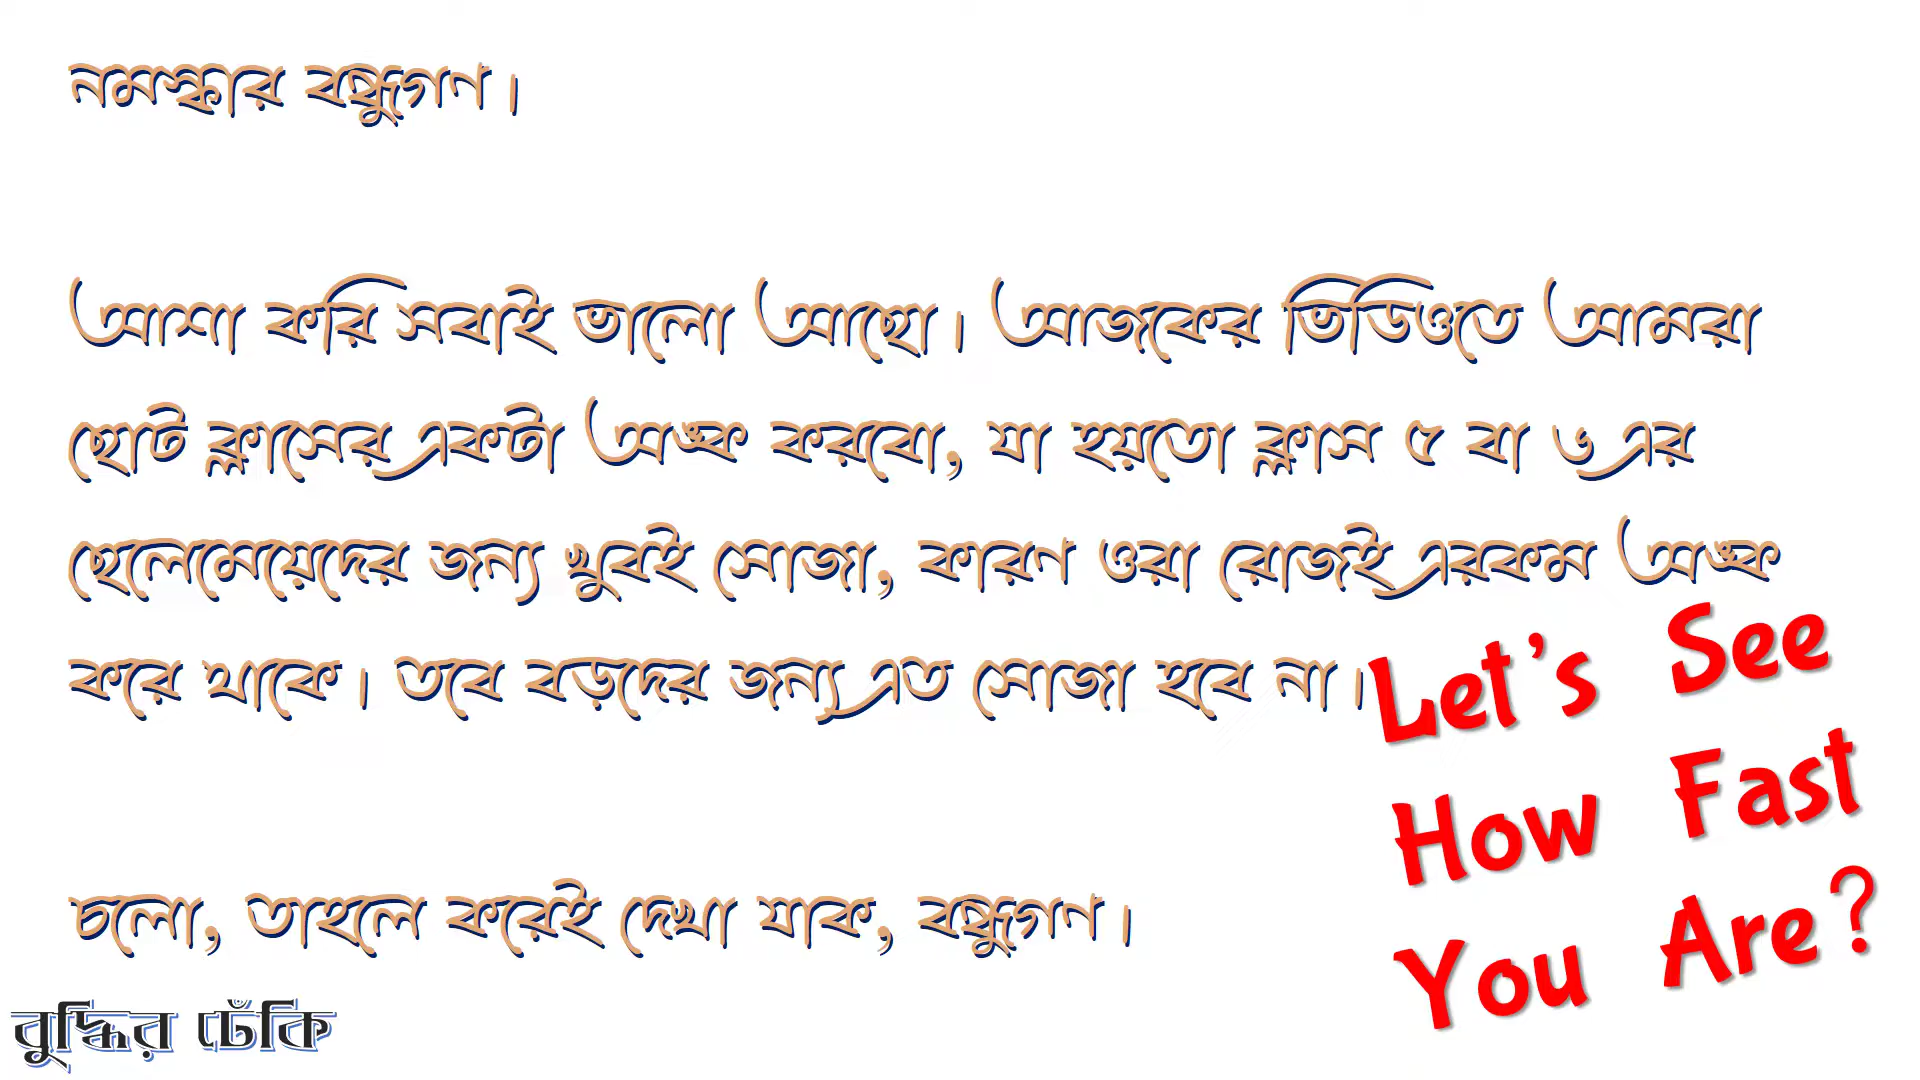 নমস্কার বন্ধুগণ।
আশা করি সবাই ভালো আছো। আজকের ভিডিওতে আমরা
ছোট ক্লাসের একটা অঙ্ক করবো, যা হয়তো ক্লাস ৫ বা ৬ এর
ছেলেমেয়েদের জন্য খুবই সোজা, কারণ ওরা রোজই এরকম অঙ্ক
করে থাকে। তবে বড়দের জন্য এত সোজা হবে না।
Let's See
How Fast
You Are?
চলো, তাহলে করেই দেখা যাক, বন্ধুগণ।
বুদ্ধির ঢেঁকি